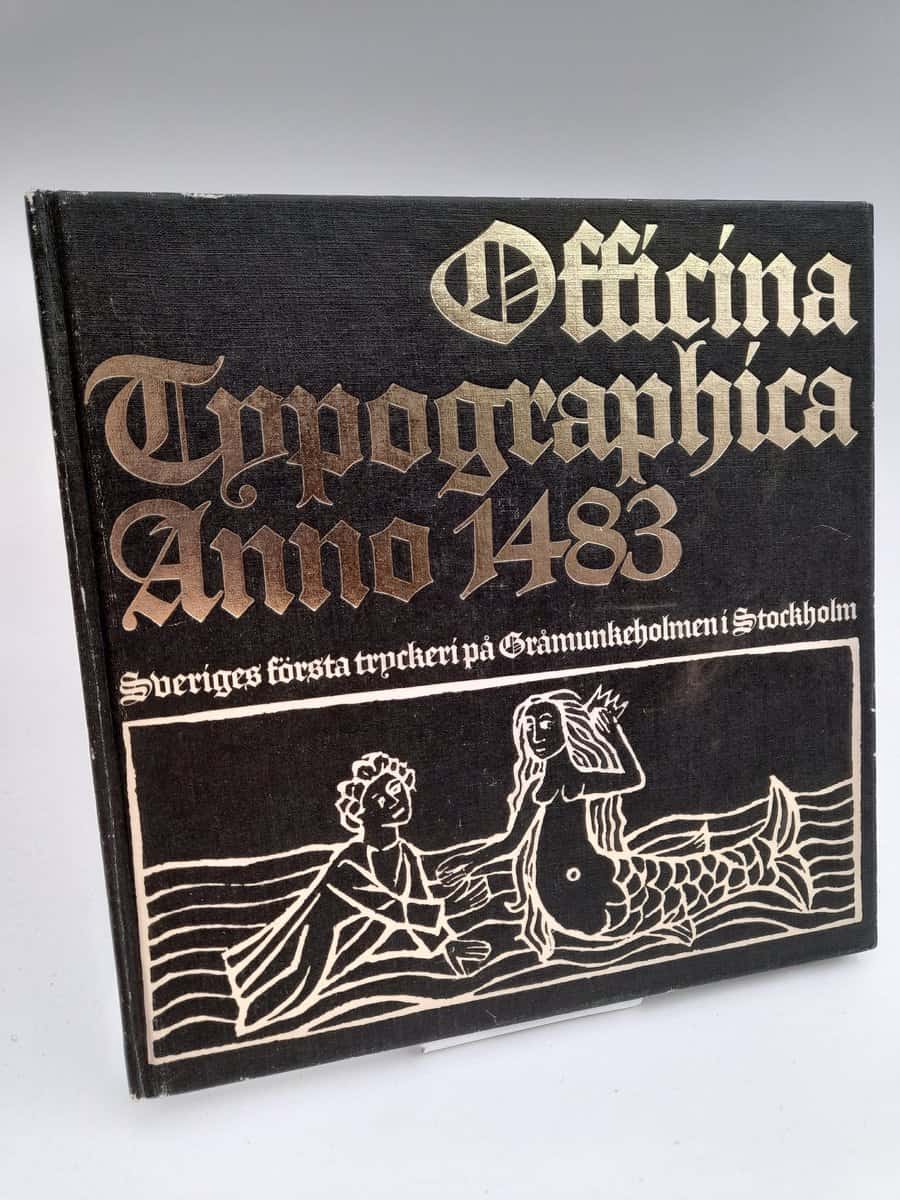 Officina
Typographica
Anno 1483
Sveriges första tryckeri på Gråmunkeholmen i Stockholm